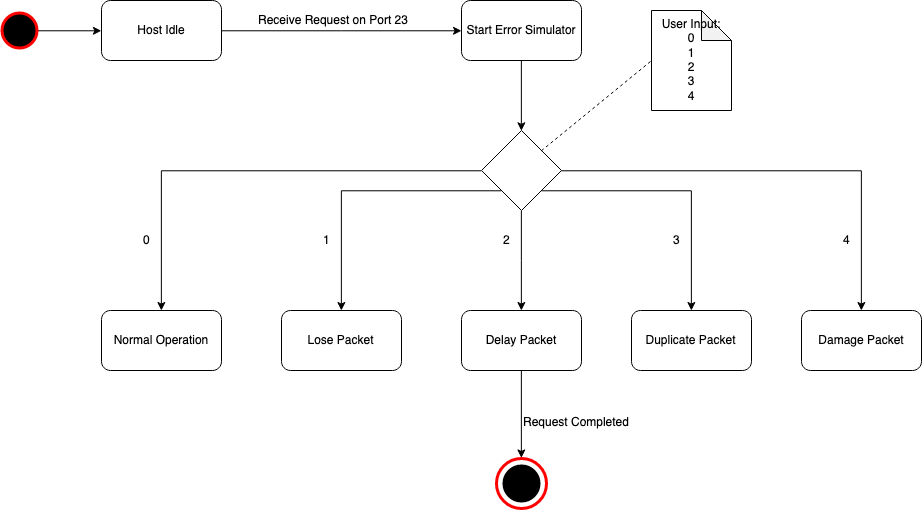 Host Idle
Receive Request on Port 23
Start Error Simulator
User Input:
0
1
2
3
4
0
1
2
3
4
Normal Operation
Lose Packet
Delay Packet
Duplicate Packet
Damage Packet
Request Completed